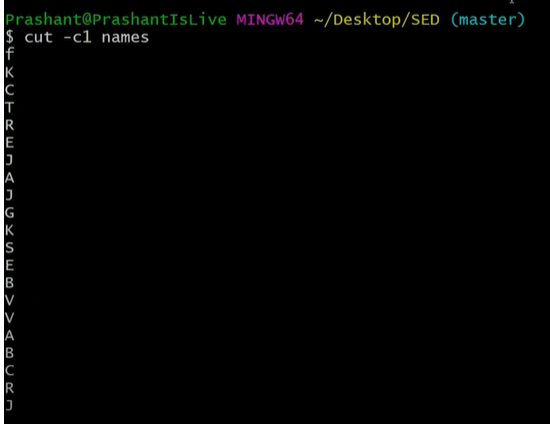 Prashant@PrashantIsLive MINGW64 ~/Desktop/SED (master)
$ cut -c1 names
f
K
C
T
R
E
J
A
J
G
K
S
E
B
V
V
A
B
C
R
J